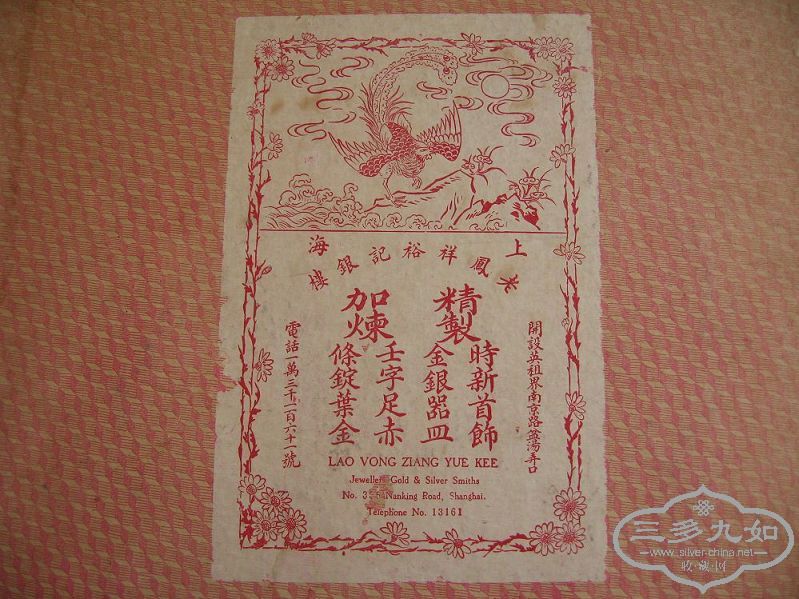 上海
老鳳祥裕記銀樓
開設英租界南京路盆湯弄口
精製
時新首飾
金銀器皿
加煉
壬字足赤
條錠葉金
電話一萬三千一百六十一號
LAO VONG ZIANG YUE KEE
Jewellers Gold & Silver Smiths
No. Nanking Road, Shanghai.
Telephone No. 13161
三多九如
www.silver-china.net
收藏网